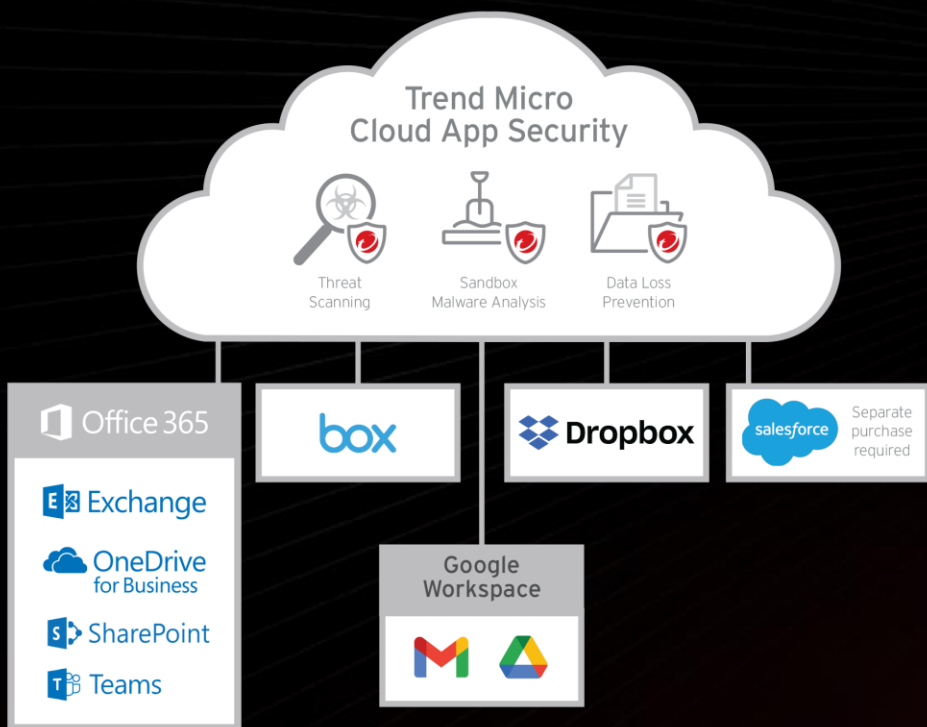 Trend Micro
Cloud App Security
Threat
Scanning
Sandbox
Malware Analysis
Data Loss
Prevention
Office 365
Exchange
OneDrive
for Business
SharePoint
Teams
box
Google
Workspace
Dropbox
salesforce
Separate
purchase
required